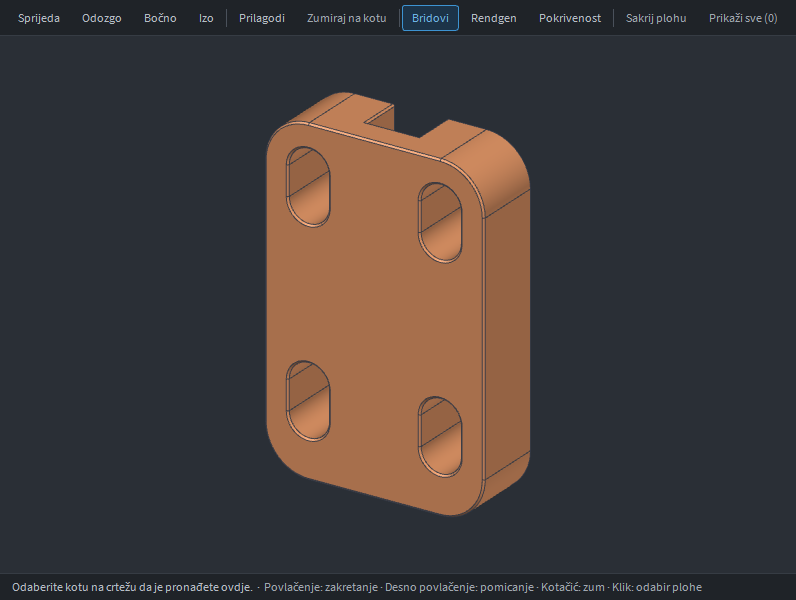 Sprijeda Odozgo Bočno Izo Prilagodi Zumiraj na kotu Bridovi Rendgen Pokrivenost Sakrij plohu Prikaži sve (0)
Odaberite kotu na crtežu da je pronađete ovdje. · Povlačenje: zakretanje · Desno povlačenje: pomicanje · Kotačić: zum · Klik: odabir plohe